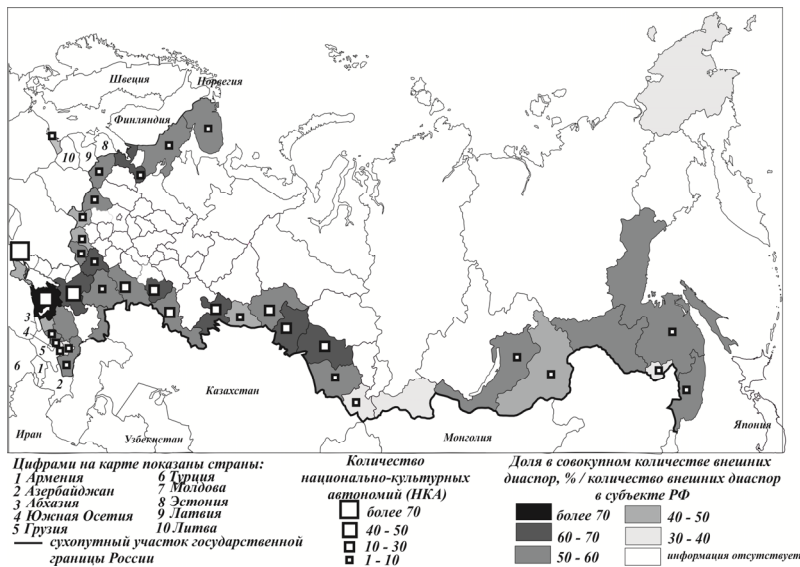 Швеция
Норвегия
Финляндия
10 9 8
3
4
5
6 1
2
Казахстан
Иран
Узбекистан
Монголия
Япония
Цифрами на карте показаны страны:
1 Армения
2 Азербайджан
3 Абхазия
4 Южная Осетия
5 Грузия
6 Турция
7 Молдова
8 Эстония
9 Латвия
10 Литва
сухопутный участок государственной
границы России
Количество
национально-культурных
автономий (НКА)
более 70
40 - 50
10 - 30
1 - 10
Доля в совокупном количестве внешних
диаспор, % / количество внешних диаспор
в субъекте РФ
более 70
60 - 70
50 - 60
40 - 50
30 - 40
информация отсутствует